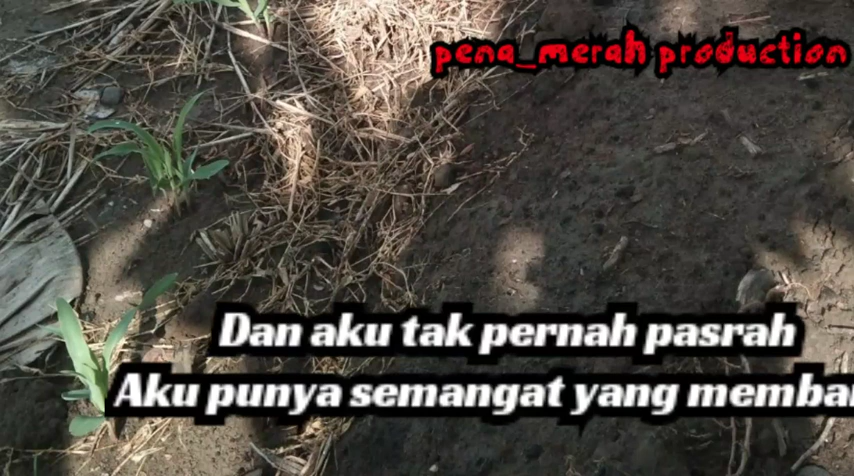 pena_merah production
Dan aku tak pernah pasrah
Aku punya semangat yang